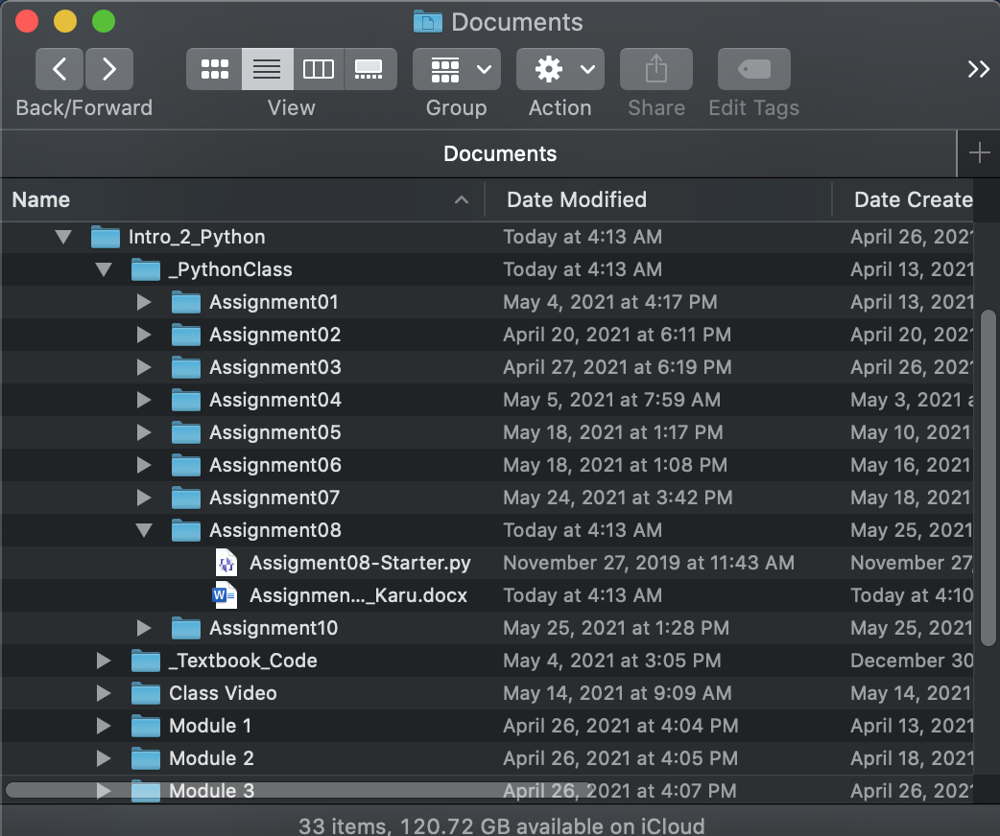 Documents
Back/Forward View Group Action Share Edit Tags
Documents
Name Date Modified Date Create
Intro_2_Python Today at 4:13 AM April 26, 2021
_PythonClass Today at 4:13 AM April 13, 2021
Assignment01 May 4, 2021 at 4:17 PM April 13, 2021
Assignment02 April 20, 2021 at 6:11 PM April 20, 2021
Assignment03 April 27, 2021 at 6:19 PM April 26, 2021
Assignment04 May 5, 2021 at 7:59 AM May 3, 2021 a
Assignment05 May 18, 2021 at 1:17 PM May 10, 2021
Assignment06 May 18, 2021 at 1:08 PM May 16, 2021
Assignment07 May 24, 2021 at 3:42 PM May 18, 2021
Assignment08 Today at 4:13 AM May 25, 2021
Assigment08-Starter.py November 27, 2019 at 11:43 AM November 27,
Assignmen..._Karu.docx Today at 4:13 AM Today at 4:10
Assignment10 May 25, 2021 at 1:28 PM May 25, 2021
_Textbook_Code May 4, 2021 at 3:05 PM December 30
Class Video May 14, 2021 at 9:09 AM May 14, 2021
Module 1 April 26, 2021 at 4:04 PM April 13, 2021
Module 2 April 26, 2021 at 4:05 PM April 18, 2021
Module 3 April 26, 2021 at 4:07 PM April 26, 2021
33 items, 120.72 GB available on iCloud